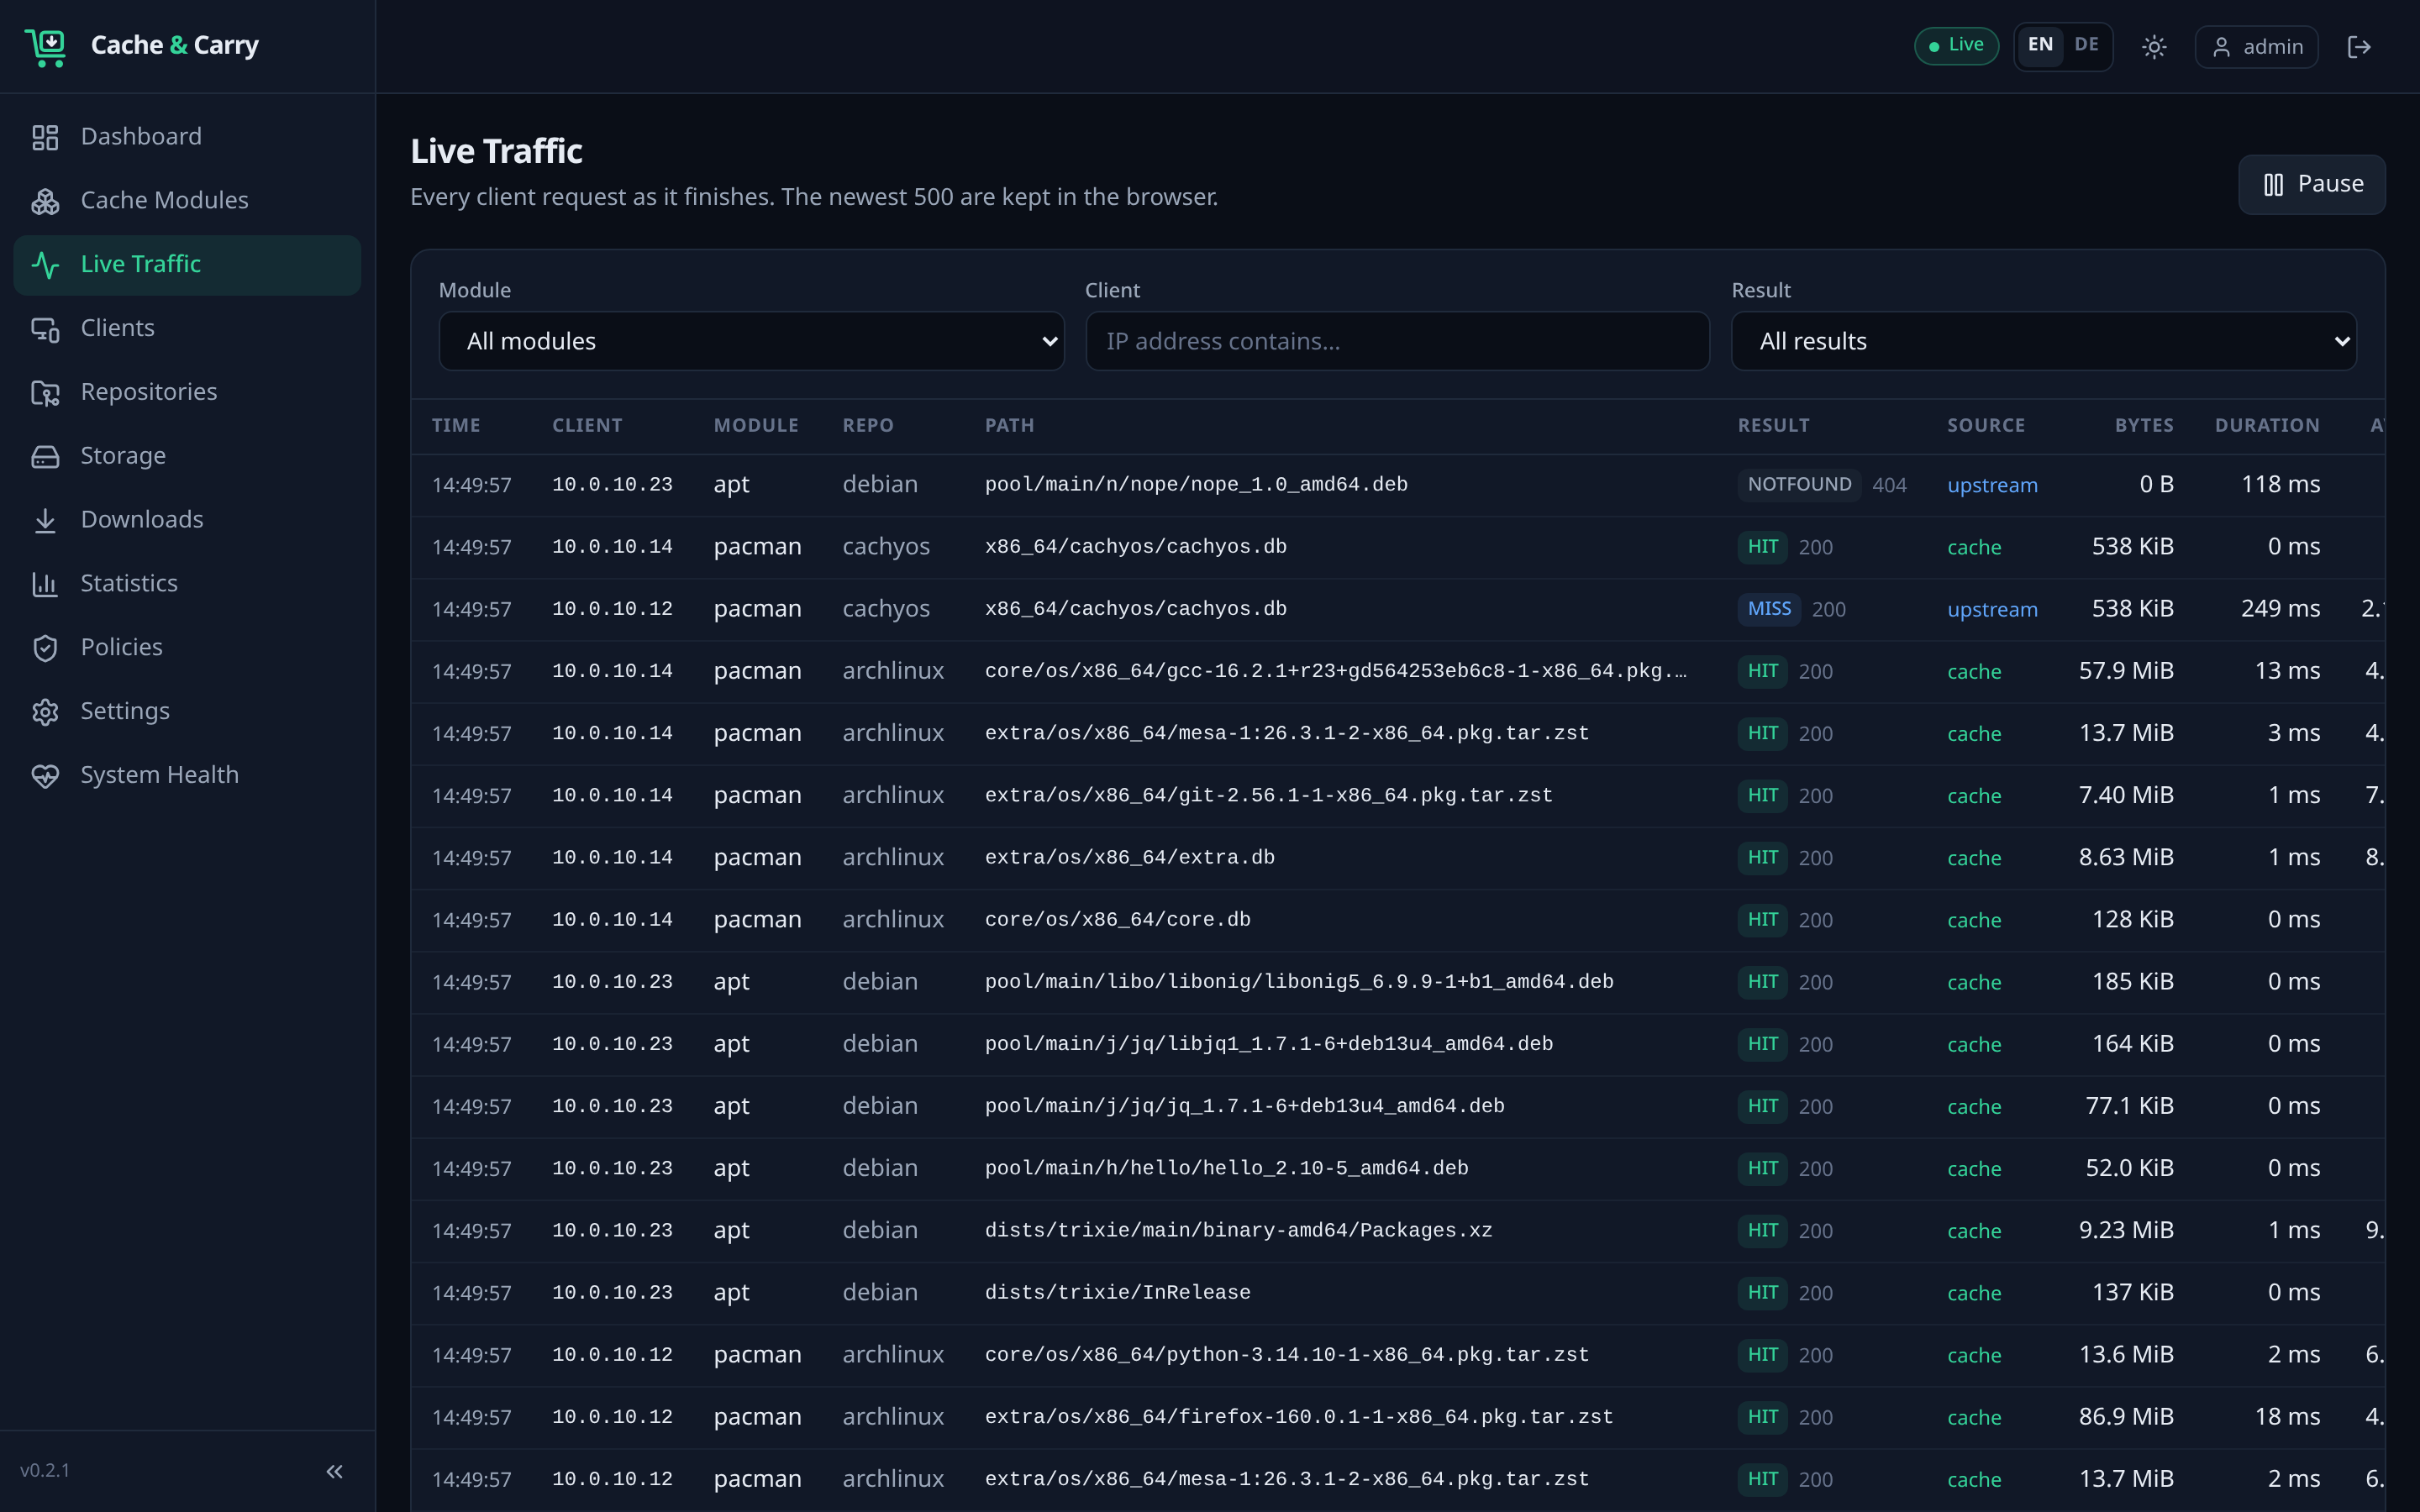 Cache & Carry
Live
EN DE
admin
Dashboard
Cache Modules
Live Traffic
Clients
Repositories
Storage
Downloads
Statistics
Policies
Settings
System Health
v0.2.1
Live Traffic
Every client request as it finishes. The newest 500 are kept in the browser.
Pause
Module Client Result
All modules IP address contains... All results
TIME CLIENT MODULE REPO PATH RESULT SOURCE BYTES DURATION
14:49:57 10.0.10.23 apt debian pool/main/n/nope/nope_1.0_amd64.deb NOTFOUND 404 upstream 0 B 118 ms
14:49:57 10.0.10.14 pacman cachyos x86_64/cachyos/cachyos.db HIT 200 cache 538 KiB 0 ms
14:49:57 10.0.10.12 pacman cachyos x86_64/cachyos/cachyos.db MISS 200 upstream 538 KiB 249 ms 2.
14:49:57 10.0.10.14 pacman archlinux core/os/x86_64/gcc-16.2.1+r23+gd564253eb6c8-1-x86_64.pkg.… HIT 200 cache 57.9 MiB 13 ms 4.
14:49:57 10.0.10.14 pacman archlinux extra/os/x86_64/mesa-1:26.3.1-2-x86_64.pkg.tar.zst HIT 200 cache 13.7 MiB 3 ms 4.
14:49:57 10.0.10.14 pacman archlinux extra/os/x86_64/git-2.56.1-1-x86_64.pkg.tar.zst HIT 200 cache 7.40 MiB 1 ms 7.
14:49:57 10.0.10.14 pacman archlinux extra/os/x86_64/extra.db HIT 200 cache 8.63 MiB 1 ms 8.
14:49:57 10.0.10.14 pacman archlinux core/os/x86_64/core.db HIT 200 cache 128 KiB 0 ms
14:49:57 10.0.10.23 apt debian pool/main/libo/libonig/libonig5_6.9.9-1+b1_amd64.deb HIT 200 cache 185 KiB 0 ms
14:49:57 10.0.10.23 apt debian pool/main/j/jq/libjq1_1.7.1-6+deb13u4_amd64.deb HIT 200 cache 164 KiB 0 ms
14:49:57 10.0.10.23 apt debian pool/main/j/jq/jq_1.7.1-6+deb13u4_amd64.deb HIT 200 cache 77.1 KiB 0 ms
14:49:57 10.0.10.23 apt debian pool/main/h/hello/hello_2.10-5_amd64.deb HIT 200 cache 52.0 KiB 0 ms
14:49:57 10.0.10.23 apt debian dists/trixie/main/binary-amd64/Packages.xz HIT 200 cache 9.23 MiB 1 ms 9.
14:49:57 10.0.10.23 apt debian dists/trixie/InRelease HIT 200 cache 137 KiB 0 ms
14:49:57 10.0.10.12 pacman archlinux core/os/x86_64/python-3.14.10-1-x86_64.pkg.tar.zst HIT 200 cache 13.6 MiB 2 ms 6.
14:49:57 10.0.10.12 pacman archlinux extra/os/x86_64/firefox-160.0.1-1-x86_64.pkg.tar.zst HIT 200 cache 86.9 MiB 18 ms 4.
14:49:57 10.0.10.12 pacman archlinux extra/os/x86_64/mesa-1:26.3.1-2-x86_64.pkg.tar.zst HIT 200 cache 13.7 MiB 2 ms 6.